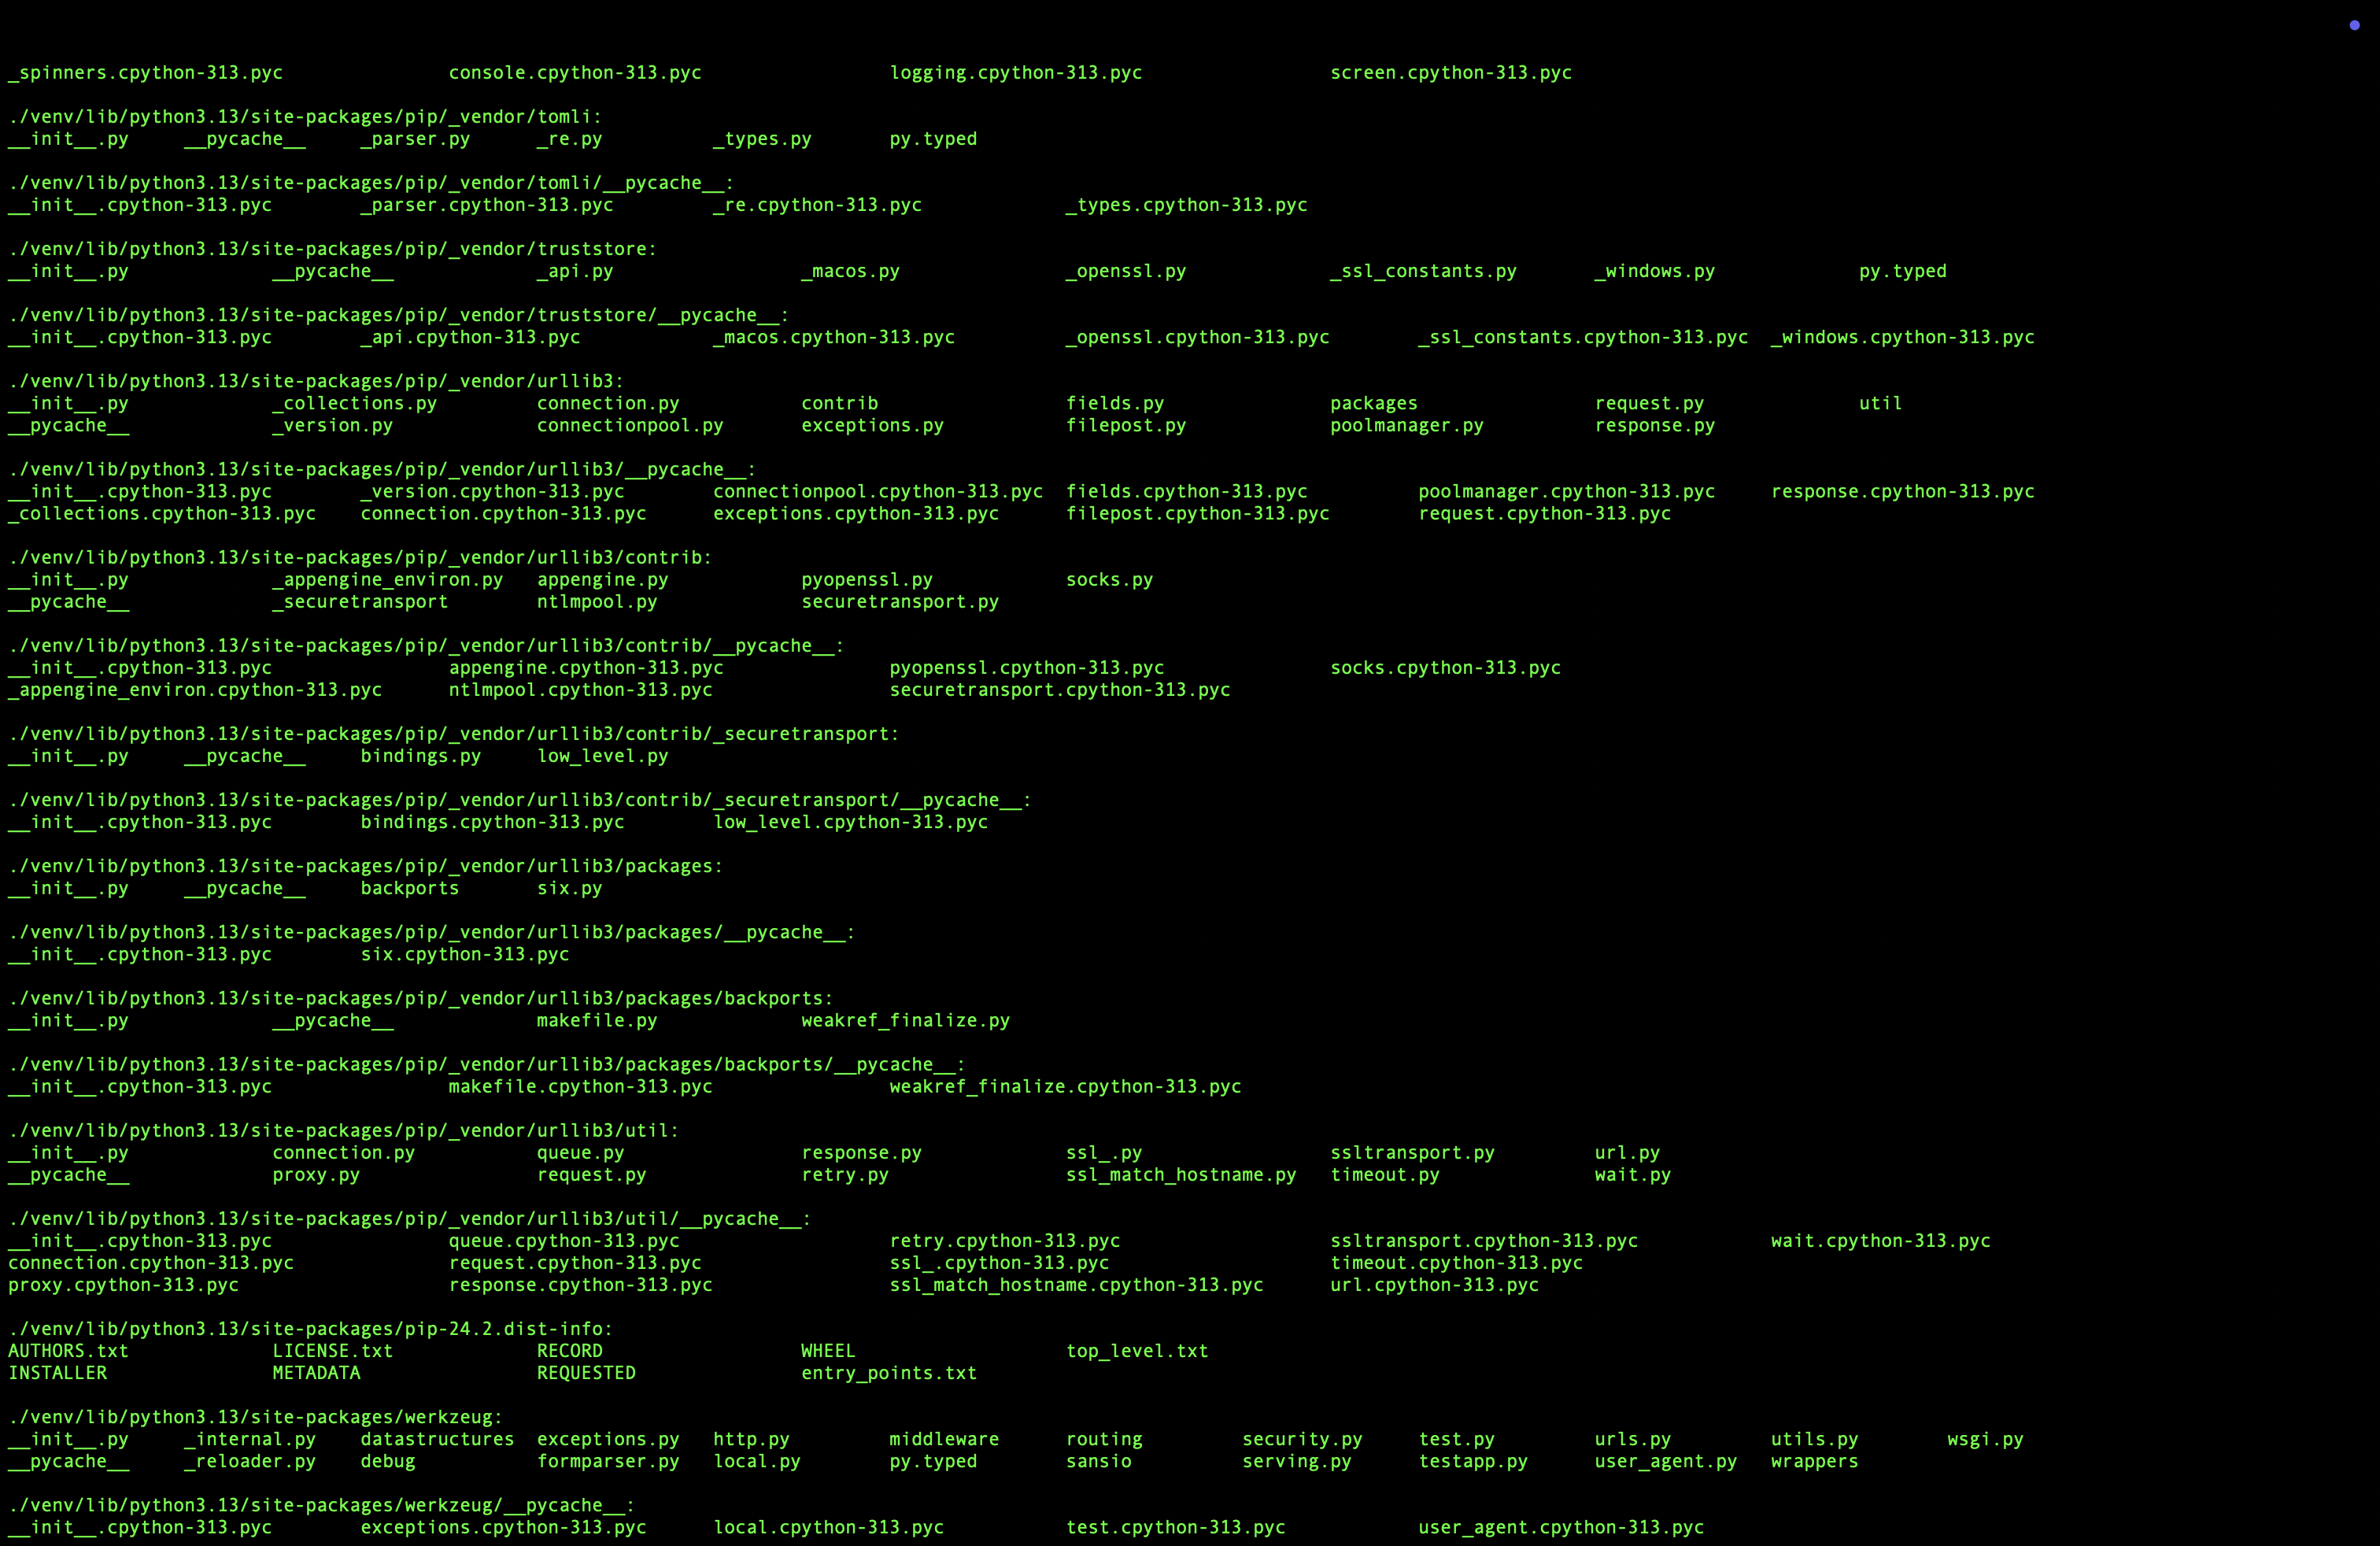 _spinners.cpython-313.pyc console.cpython-313.pyc logging.cpython-313.pyc screen.cpython-313.pyc
./venv/lib/python3.13/site-packages/pip/_vendor/tomli:
__init__.py __pycache__ _parser.py _re.py _types.py py.typed
./venv/lib/python3.13/site-packages/pip/_vendor/tomli/__pycache__:
__init__.cpython-313.pyc _parser.cpython-313.pyc _re.cpython-313.pyc _types.cpython-313.pyc
./venv/lib/python3.13/site-packages/pip/_vendor/truststore:
__init__.py __pycache__ _api.py _macos.py _openssl.py _ssl_constants.py _windows.py py.typed
./venv/lib/python3.13/site-packages/pip/_vendor/truststore/__pycache__:
__init__.cpython-313.pyc _api.cpython-313.pyc _macos.cpython-313.pyc _openssl.cpython-313.pyc _ssl_constants.cpython-313.pyc _windows.cpython-313.pyc
./venv/lib/python3.13/site-packages/pip/_vendor/urllib3:
__init__.py _collections.py connection.py contrib fields.py packages request.py util
__pycache__ _version.py connectionpool.py exceptions.py filepost.py poolmanager.py response.py
./venv/lib/python3.13/site-packages/pip/_vendor/urllib3/__pycache__:
__init__.cpython-313.pyc _version.cpython-313.pyc connectionpool.cpython-313.pyc fields.cpython-313.pyc poolmanager.cpython-313.pyc response.cpython-313.pyc
_collections.cpython-313.pyc connection.cpython-313.pyc exceptions.cpython-313.pyc filepost.cpython-313.pyc request.cpython-313.pyc
./venv/lib/python3.13/site-packages/pip/_vendor/urllib3/contrib:
__init__.py _appengine_environ.py appengine.py pyopenssl.py socks.py
__pycache__ _securetransport ntlmpool.py securetransport.py
./venv/lib/python3.13/site-packages/pip/_vendor/urllib3/contrib/__pycache__:
__init__.cpython-313.pyc appengine.cpython-313.pyc pyopenssl.cpython-313.pyc socks.cpython-313.pyc
_appengine_environ.cpython-313.pyc ntlmpool.cpython-313.pyc securetransport.cpython-313.pyc
./venv/lib/python3.13/site-packages/pip/_vendor/urllib3/contrib/_securetransport:
__init__.py __pycache__ bindings.py low_level.py
./venv/lib/python3.13/site-packages/pip/_vendor/urllib3/contrib/_securetransport/__pycache__:
__init__.cpython-313.pyc bindings.cpython-313.pyc low_level.cpython-313.pyc
./venv/lib/python3.13/site-packages/pip/_vendor/urllib3/packages:
__init__.py __pycache__ backports six.py
./venv/lib/python3.13/site-packages/pip/_vendor/urllib3/packages/__pycache__:
__init__.cpython-313.pyc six.cpython-313.pyc
./venv/lib/python3.13/site-packages/pip/_vendor/urllib3/packages/backports:
__init__.py __pycache__ makefile.py weakref_finalize.py
./venv/lib/python3.13/site-packages/pip/_vendor/urllib3/packages/backports/__pycache__:
__init__.cpython-313.pyc makefile.cpython-313.pyc weakref_finalize.cpython-313.pyc
./venv/lib/python3.13/site-packages/pip/_vendor/urllib3/util:
__init__.py connection.py queue.py response.py ssl_.py ssltransport.py url.py
__pycache__ proxy.py request.py retry.py ssl_match_hostname.py timeout.py wait.py
./venv/lib/python3.13/site-packages/pip/_vendor/urllib3/util/__pycache__:
__init__.cpython-313.pyc queue.cpython-313.pyc retry.cpython-313.pyc ssltransport.cpython-313.pyc wait.cpython-313.pyc
connection.cpython-313.pyc request.cpython-313.pyc ssl_.cpython-313.pyc timeout.cpython-313.pyc
proxy.cpython-313.pyc response.cpython-313.pyc ssl_match_hostname.cpython-313.pyc url.cpython-313.pyc
./venv/lib/python3.13/site-packages/pip-24.2.dist-info:
AUTHORS.txt LICENSE.txt RECORD WHEEL top_level.txt
INSTALLER METADATA REQUESTED entry_points.txt
./venv/lib/python3.13/site-packages/werkzeug:
__init__.py _internal.py datastructures exceptions.py http.py middleware routing security.py test.py urls.py utils.py wsgi.py
__pycache__ _reloader.py debug formparser.py local.py py.typed sansio serving.py testapp.py user_agent.py wrappers
./venv/lib/python3.13/site-packages/werkzeug/__pycache__:
__init__.cpython-313.pyc exceptions.cpython-313.pyc local.cpython-313.pyc test.cpython-313.pyc user_agent.cpython-313.pyc